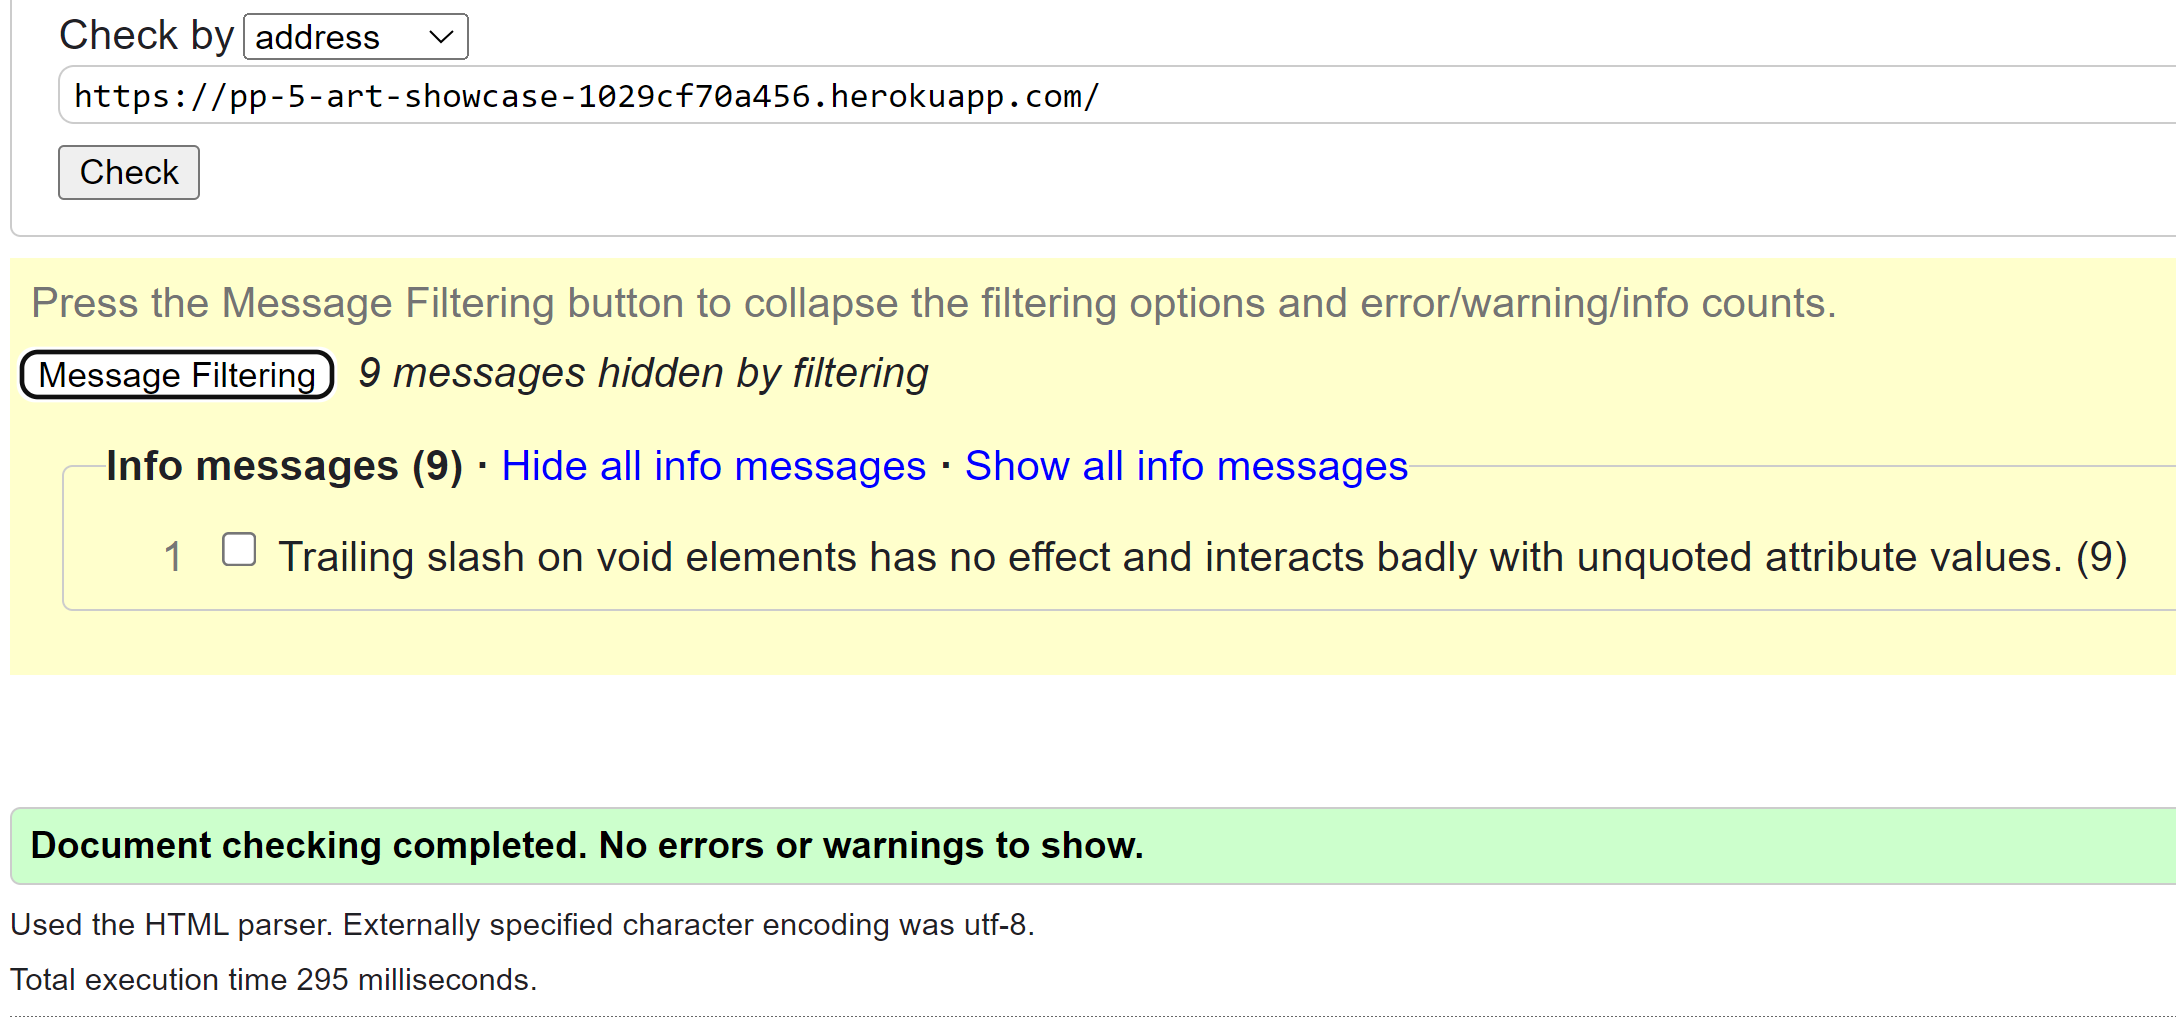 Check by address
https://pp-5-art-showcase-1029cf70a456.herokuapp.com/
Check
Press the Message Filtering button to collapse the filtering options and error/warning/info counts.
Message Filtering 9 messages hidden by filtering
Info messages (9) · Hide all info messages · Show all info messages
1 Trailing slash on void elements has no effect and interacts badly with unquoted attribute values. (9)
Document checking completed. No errors or warnings to show.
Used the HTML parser. Externally specified character encoding was utf-8.
Total execution time 295 milliseconds.